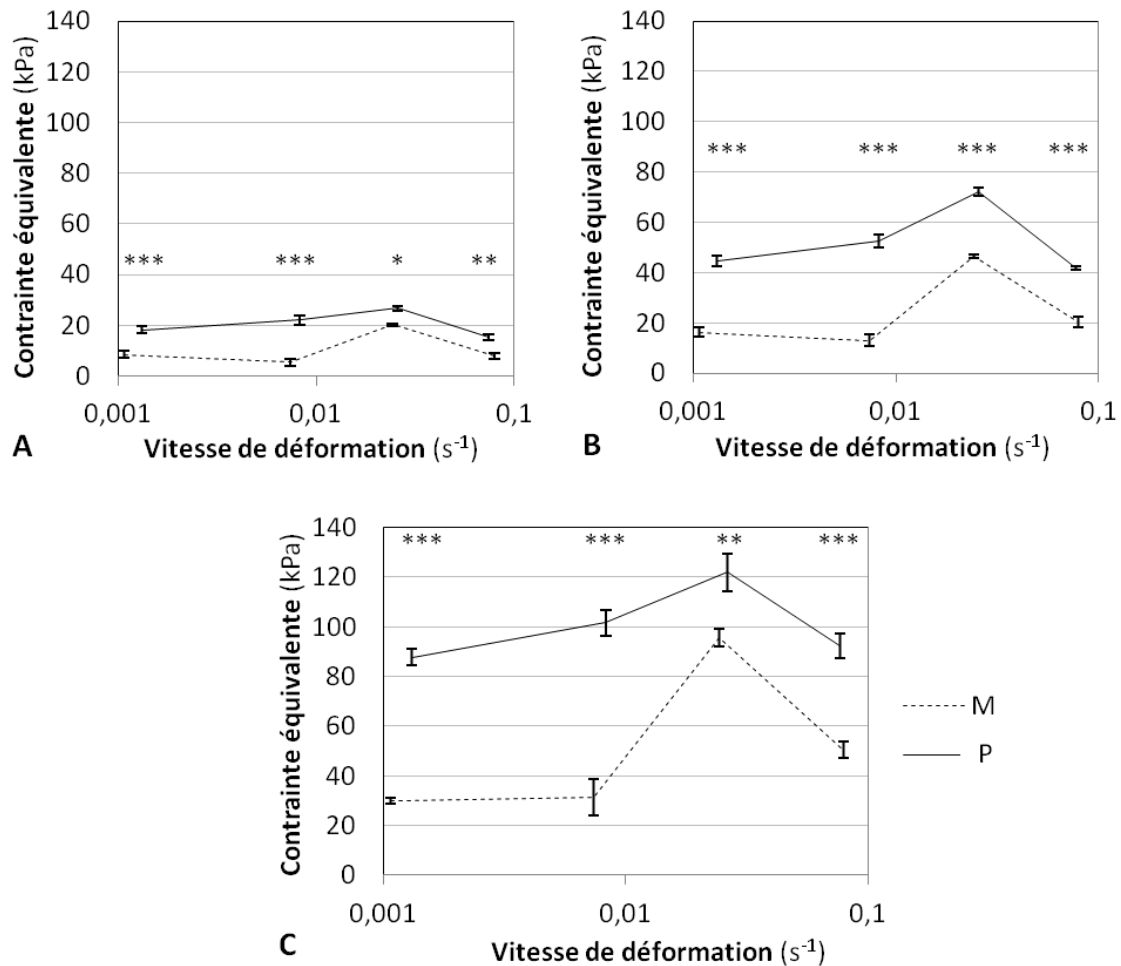 Contrainte équivalente (kPa)
140
120
100
80
60
40
20
0
*** *** * **
0,001 0,01 0,1
A Vitesse de déformation (s-1)
Contrainte équivalente (kPa)
140
120
100
80
60
40
20
0
*** *** *** ***
0,001 0,01 0,1
B Vitesse de déformation (s-1)
Contrainte équivalente (kPa)
140
120
100
80
60
40
20
0
*** *** ** ***
0,001 0,01 0,1
C Vitesse de déformation (s-1)
M
P